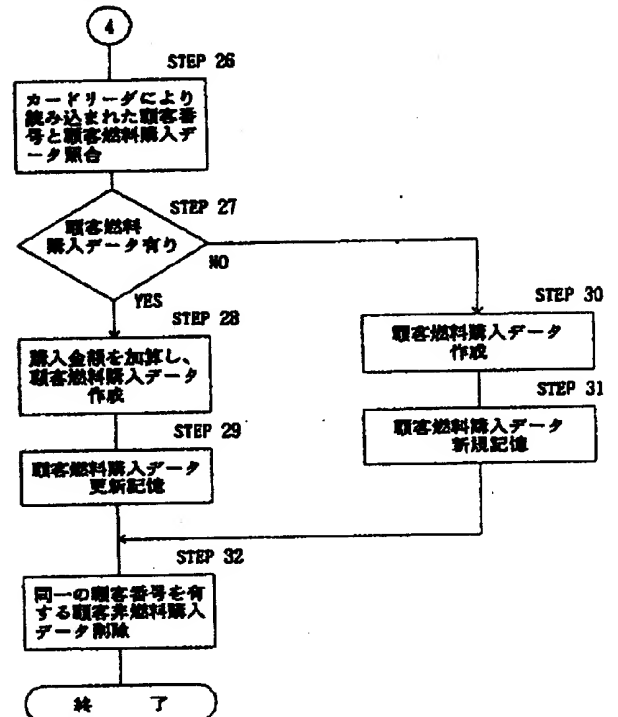 4
STEP 26
カードリーダにより
読み込まれた顧客番
号と顧客燃料購入デ
ータ照合
STEP 27
顧客燃料
購入データ有り
NO
YES
STEP 28
購入金額を加算し、
顧客燃料購入データ
作成
STEP 29
顧客燃料購入データ
更新記憶
STEP 30
顧客燃料購入データ
作成
STEP 31
顧客燃料購入データ
新規記憶
STEP 32
同一の顧客番号を有
する顧客非燃料購入
データ削除
終 了